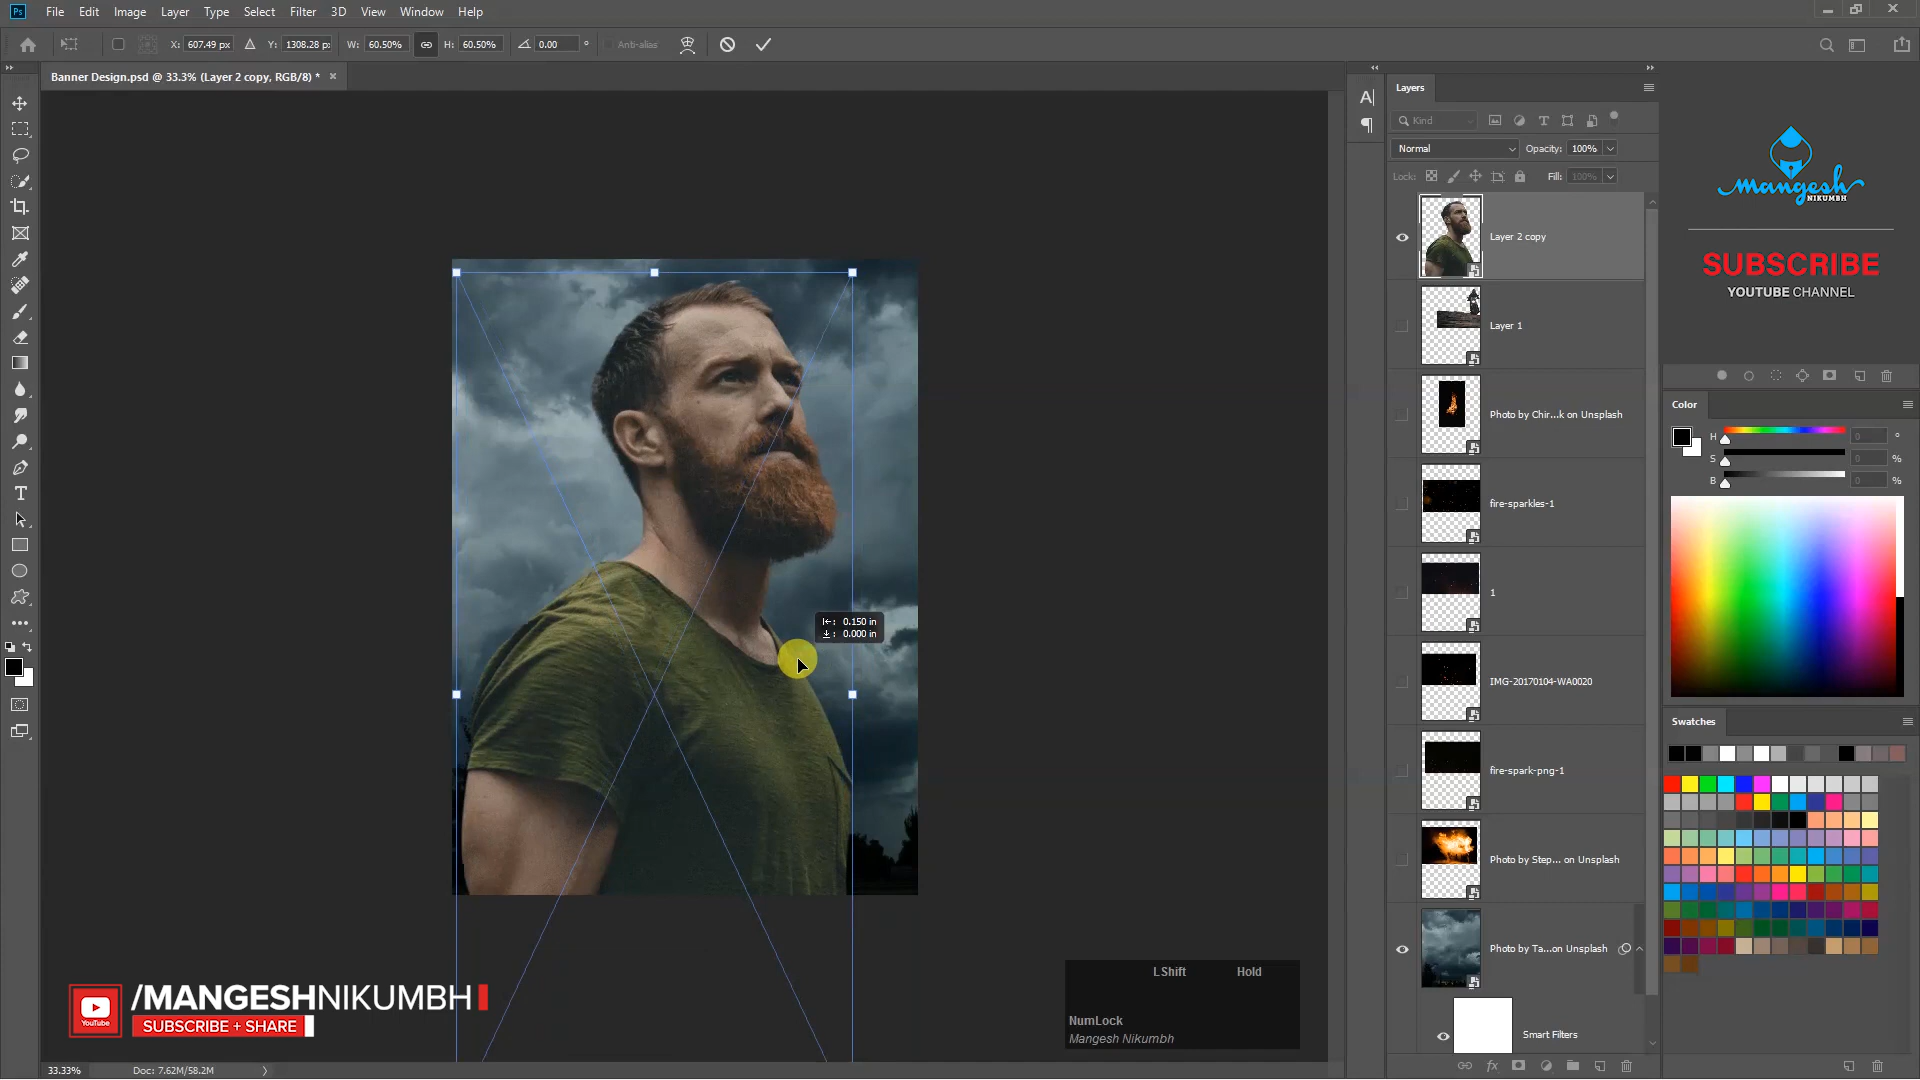 Ps File Edit Image Layer Type Select Filter 3D View Window Help
X: 607.49 px Y: 1308.28 p: W: 60.50% H: 60.50% 0.00 ° Anti-alias
Banner Design.psd @ 33.3% (Layer 2 copy, RGB/8) * ×
Layers
Kind
Normal Opacity: 100%
Lock: Fill: 100%
Layer 2 copy
Layer 1
Photo by Chir...k on Unsplash
fire-sparkles-1
1
IMG-20170104-WA0020
fire-spark-png-1
Photo by Step... on Unsplash
Photo by Ta...on Unsplash
Smart Filters
mangesh
NIKUMBH
SUBSCRIBE
YOUTUBE CHANNEL
Color
H 0 °
S 0 %
B 0 %
Swatches
0.150 in
0.000 in
/MANGESHNIKUMBH
YouTube
SUBSCRIBE + SHARE
LShift Hold
NumLock
Mangesh Nikumbh
33.33% Doc: 7.62M/58.2M